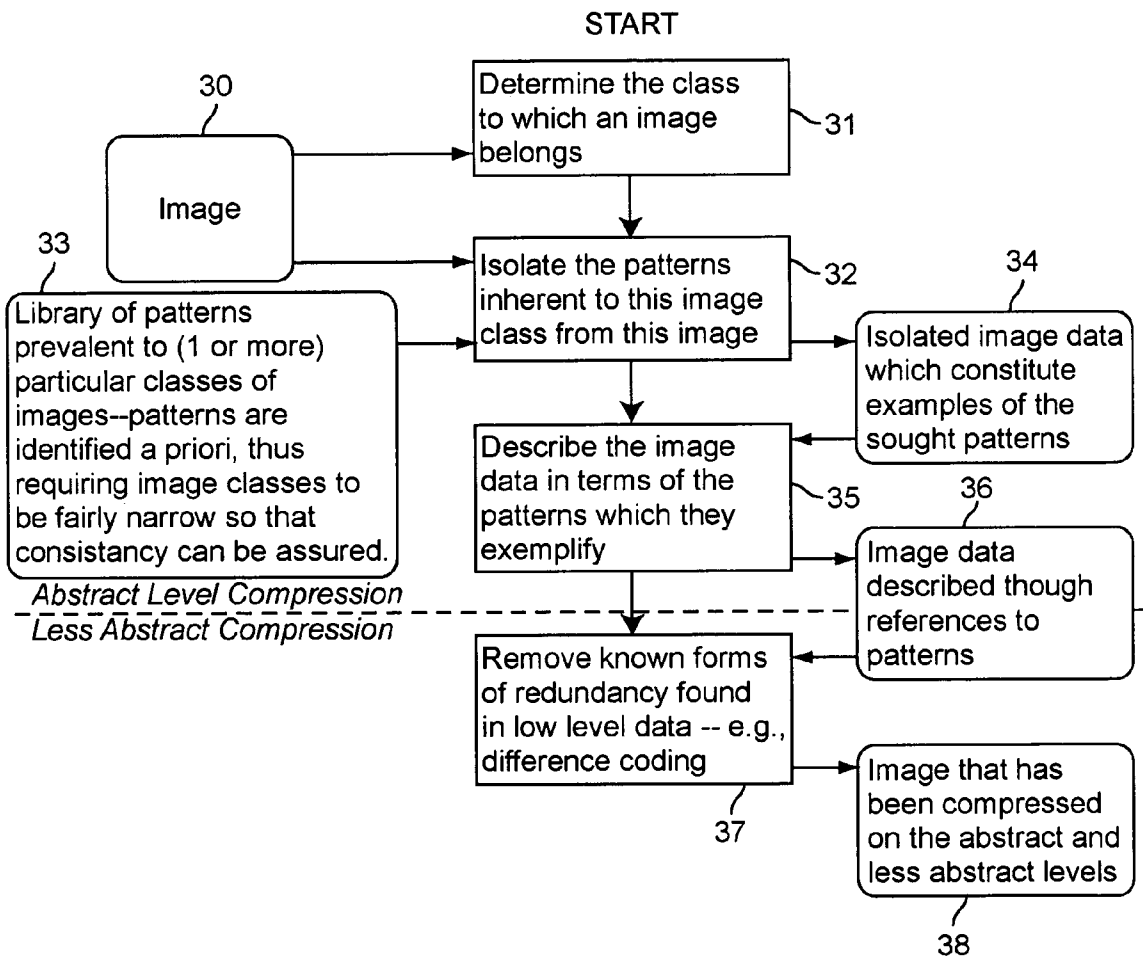 START
30
Determine the class
to which an image
belongs
31
Image
33
Isolate the patterns
inherent to this image
class from this image
32
34
Library of patterns
prevalent to (1 or more)
particular classes of
images--patterns are
identified a priori, thus
requiring image classes to
be fairly narrow so that
consistancy can be assured.
Isolated image data
which constitute
examples of the
sought patterns
Describe the image
data in terms of the
patterns which they
exemplify
35
36
Image data
described though
references to
patterns
Abstract Level Compression
Less Abstract Compression
Remove known forms
of redundancy found
in low level data -- e.g.,
difference coding
37
Image that has
been compressed
on the abstract and
less abstract levels
38